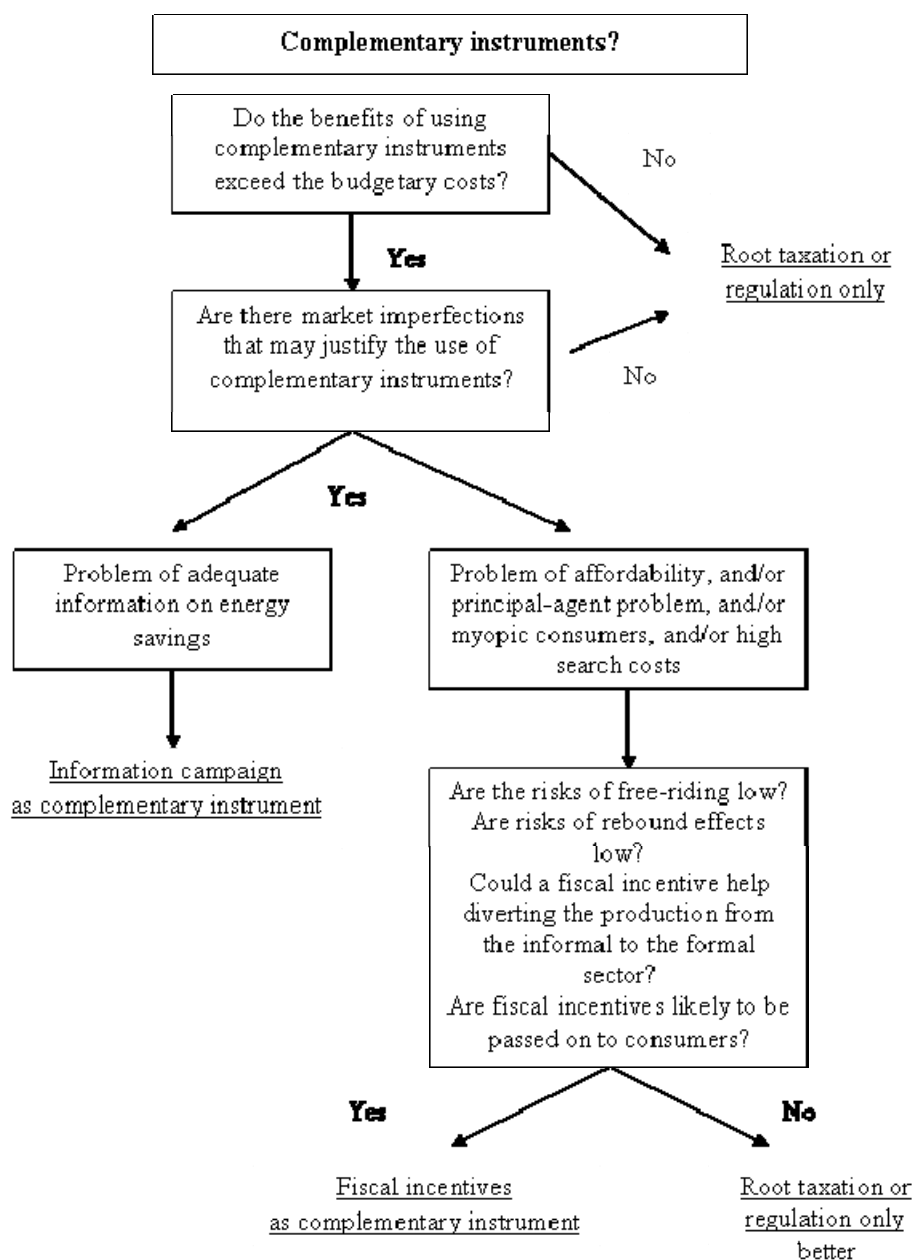 Complementary instruments?
Do the benefits of using
complementary instruments
exceed the budgetary costs?
No
Yes
Root taxation or
regulation only
Are there market imperfections
that may justify the use of
complementary instruments?
No
Yes
Problem of adequate
information on energy
savings
Problem of affordability, and/or
principal-agent problem, and/or
myopic consumers, and/or high
search costs
Information campaign
as complementary instrument
Are the risks of free-riding low?
Are risks of rebound effects
low?
Could a fiscal incentive help
diverting the production from
the informal to the formal
sector?
Are fiscal incentives likely to be
passed on to consumers?
Yes
No
Fiscal incentives
as complementary instrument
Root taxation or
regulation only
better